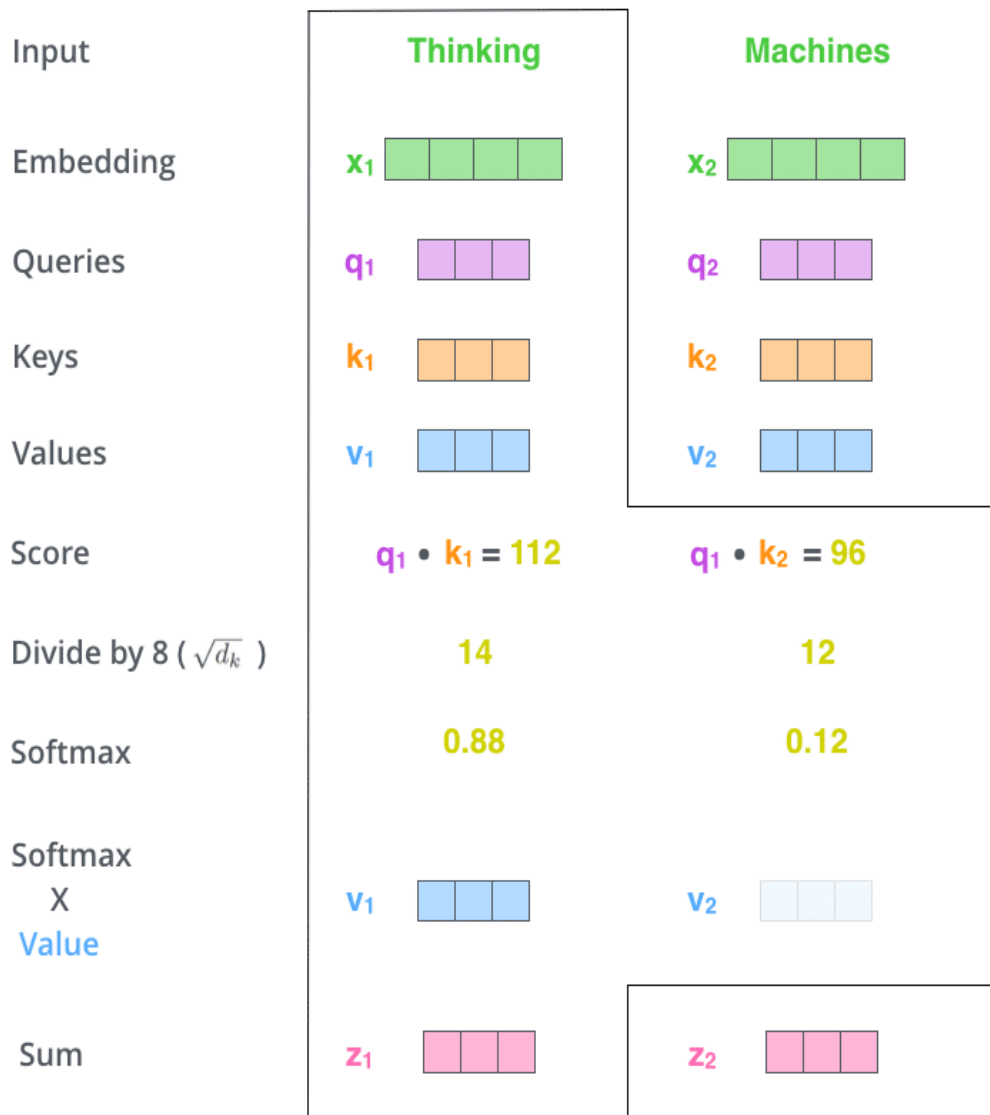 Input Thinking Machines
Embedding x₁ x₂
Queries q₁ q₂
Keys k₁ k₂
Values v₁ v₂
Score q₁ • k₁ = 112 q₁ • k₂ = 96
Divide by 8 ( √dₖ ) 14 12
Softmax 0.88 0.12
Softmax
X v₁ v₂
Value
Sum z₁ z₂